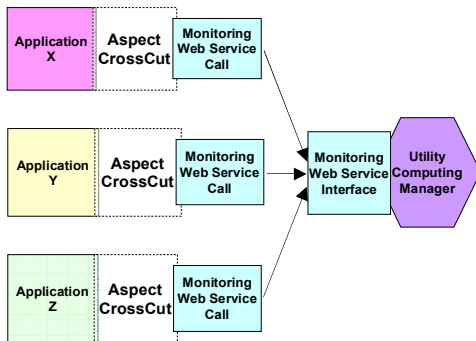 Application
X
Aspect
CrossCut
Monitoring
Web Service
Call
Application
Y
Aspect
CrossCut
Monitoring
Web Service
Call
Monitoring
Web Service
Interface
Utility
Computing
Manager
Application
Z
Aspect
CrossCut
Monitoring
Web Service
Call